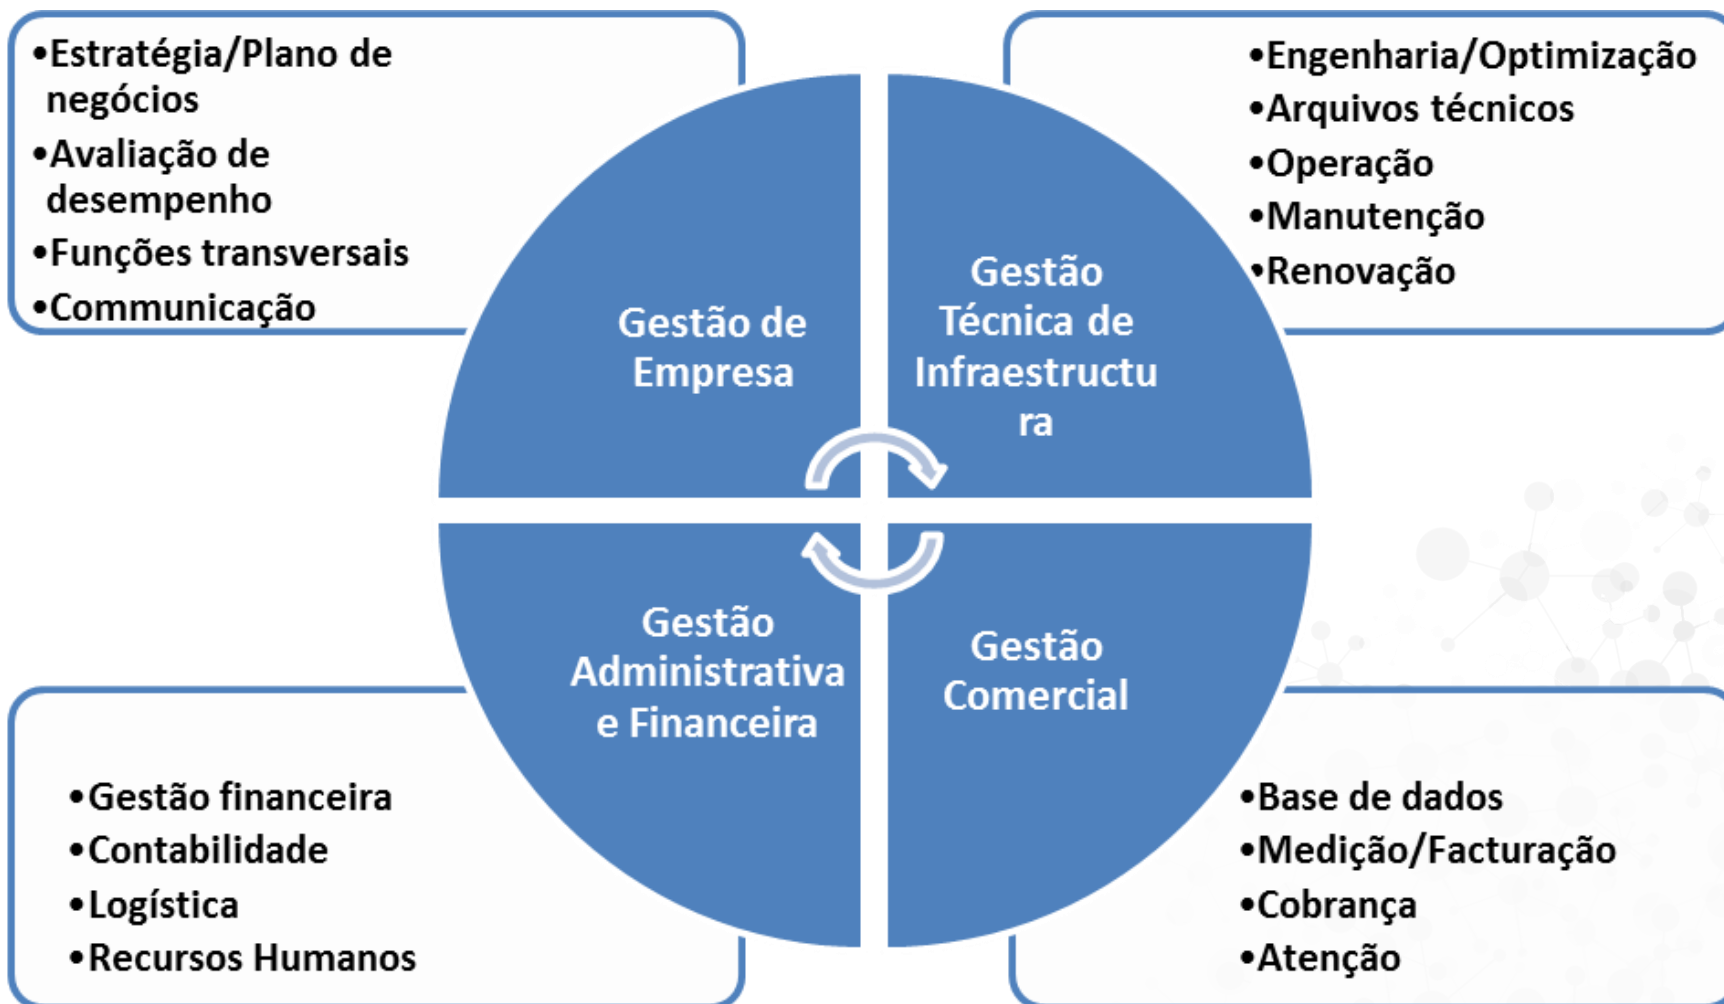 •Estratégia/Plano de
negócios
•Avaliação de
desempenho
•Funções transversais
•Communicação
•Engenharia/Optimização
•Arquivos técnicos
•Operação
•Manutenção
•Renovação
Gestão de
Empresa
Gestão
Técnica de
Infraestructu
ra
Gestão
Administrativa
e Financeira
Gestão
Comercial
•Gestão financeira
•Contabilidade
•Logística
•Recursos Humanos
•Base de dados
•Medição/Facturação
•Cobrança
•Atenção